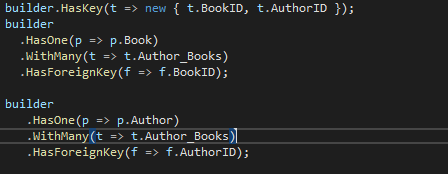 builder.HasKey(t => new { t.BookID, t.AuthorID });
builder
.HasOne(p => p.Book)
.WithMany(t => t.Author_Books)
.HasForeignKey(f => f.BookID);
builder
.HasOne(p => p.Author)
.WithMany(t => t.Author_Books)
.HasForeignKey(f => f.AuthorID);